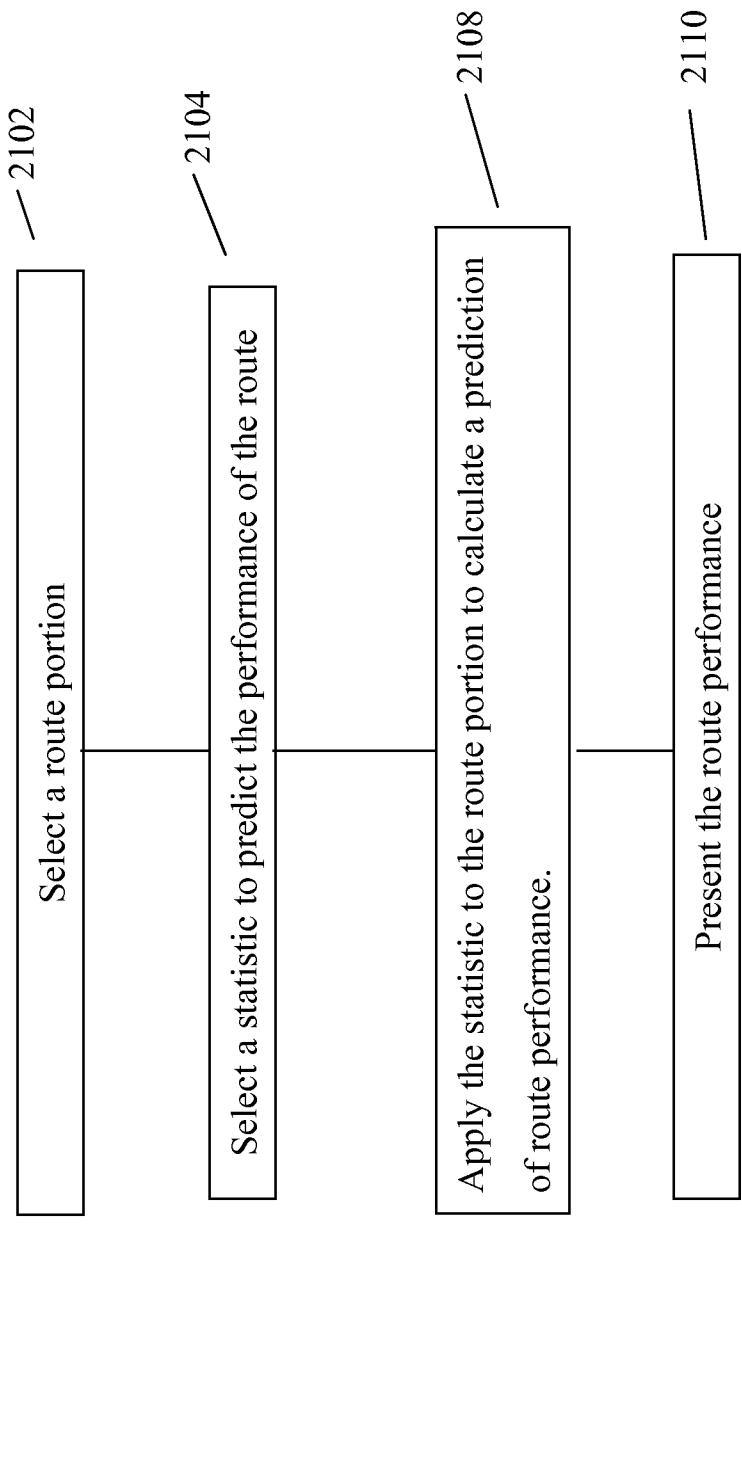 2102
Select a route portion
2104
Select a statistic to predict the performance of the route
2108
Apply the statistic to the route portion to calculate a prediction
of route performance.
2110
Present the route performance